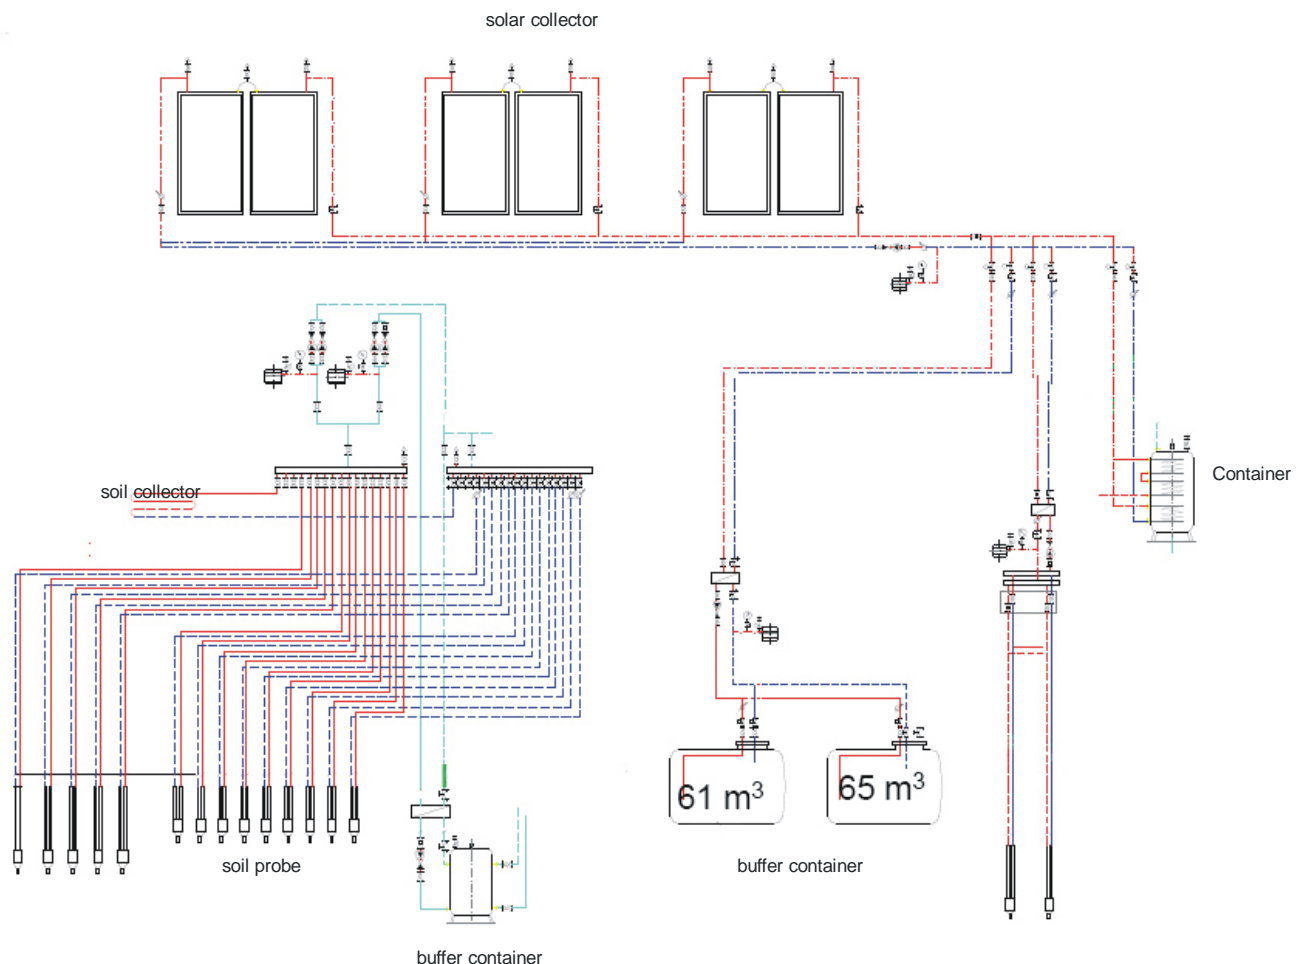 solar collector
soil collector
Container
61 m³
65 m³
soil probe
buffer container
buffer container